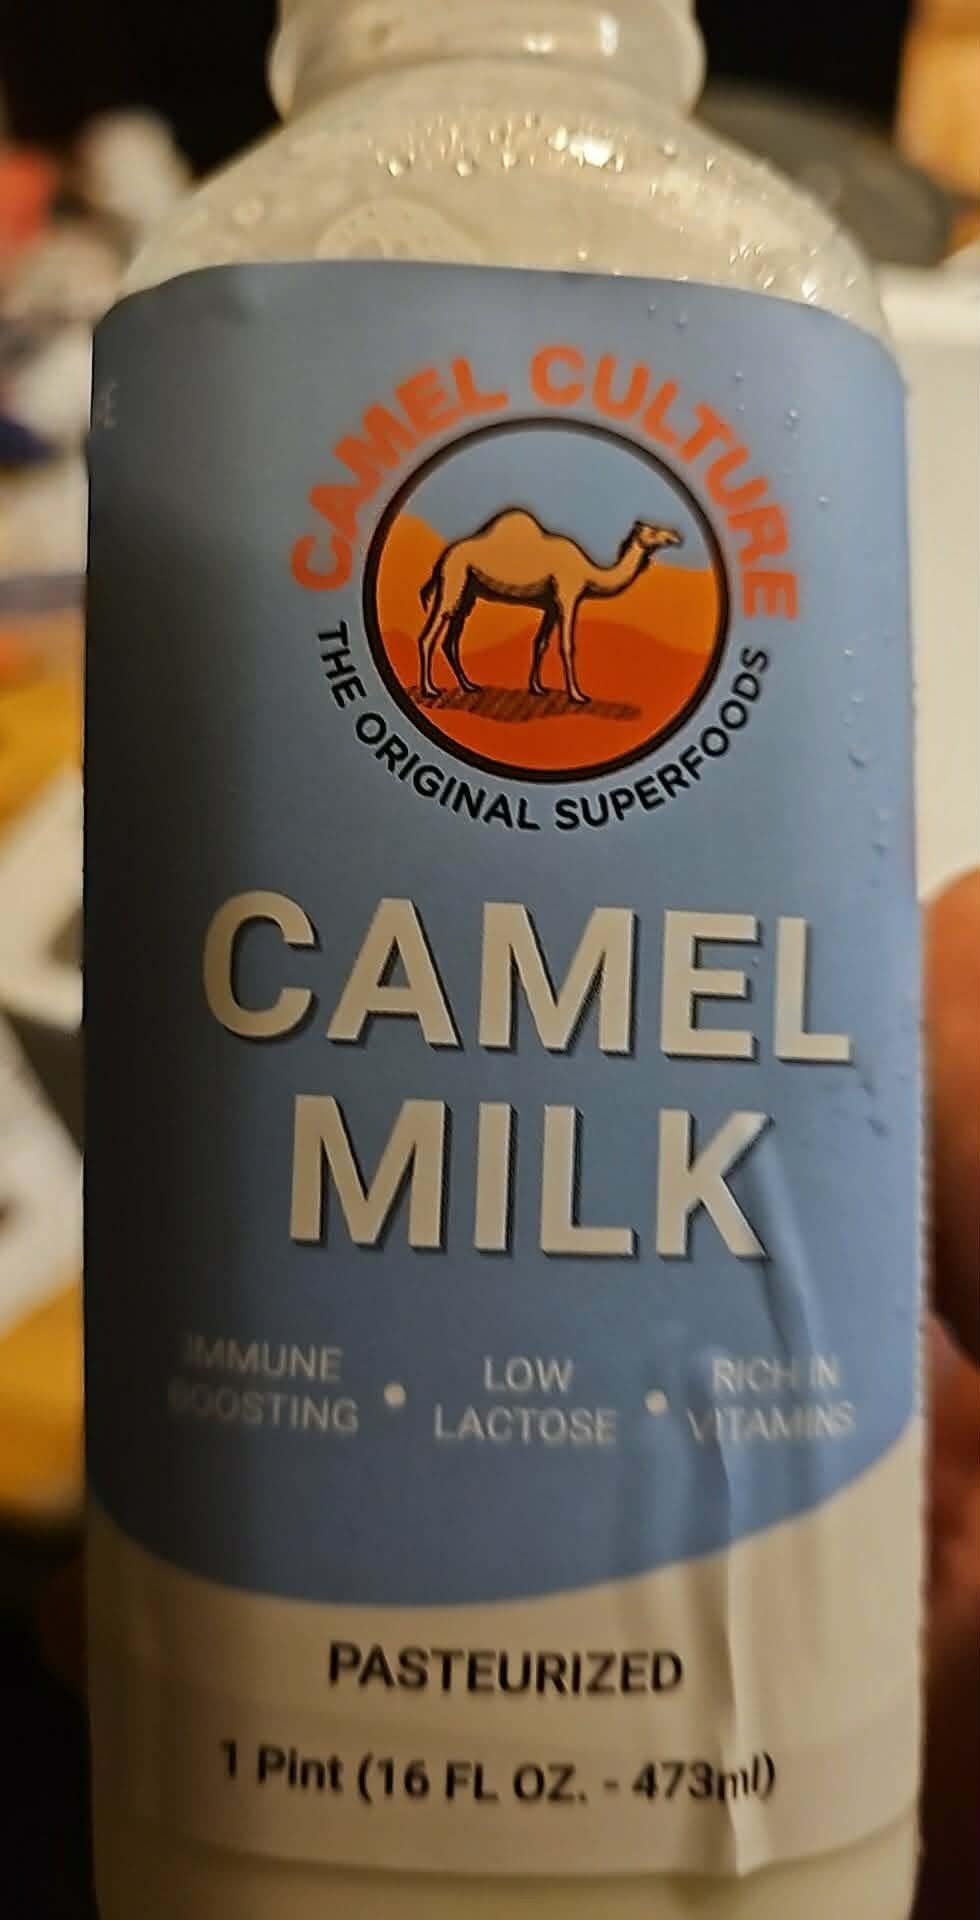 CAMEL CULTURE
THE ORIGINAL SUPERFOODS
CAMEL
MILK
IMMUNE
BOOSTING
•
LOW
LACTOSE
•
RICH IN
VITAMINS
PASTEURIZED
1 Pint (16 FL OZ. - 473ml)